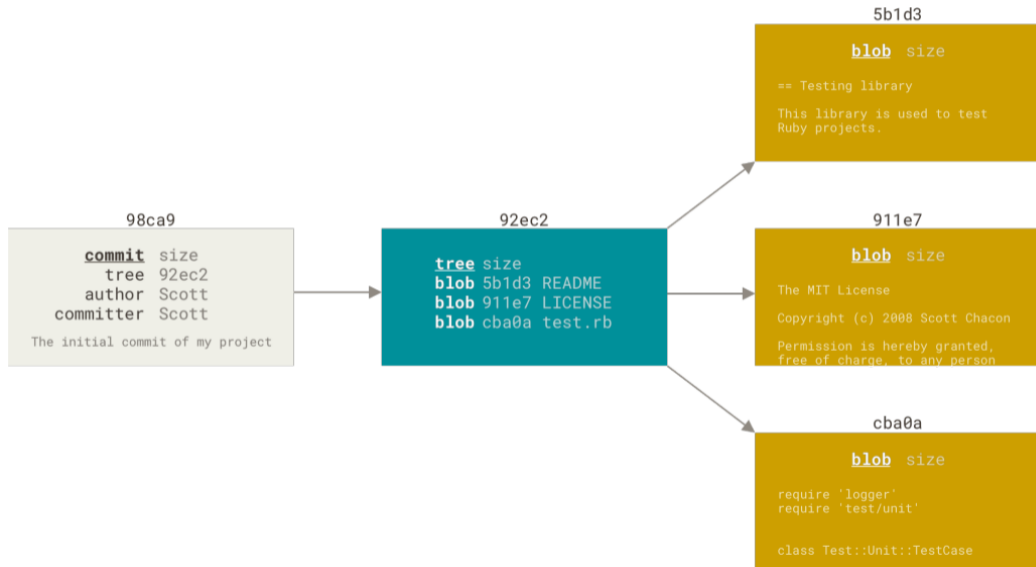 98ca9
commit size
tree 92ec2
author Scott
committer Scott
The initial commit of my project
92ec2
tree size
blob 5b1d3 README
blob 911e7 LICENSE
blob cba0a test.rb
5b1d3
blob size
== Testing library
This library is used to test
Ruby projects.
911e7
blob size
The MIT License
Copyright (c) 2008 Scott Chacon
Permission is hereby granted,
free of charge, to any person
cba0a
blob size
require 'logger'
require 'test/unit'
class Test::Unit::TestCase